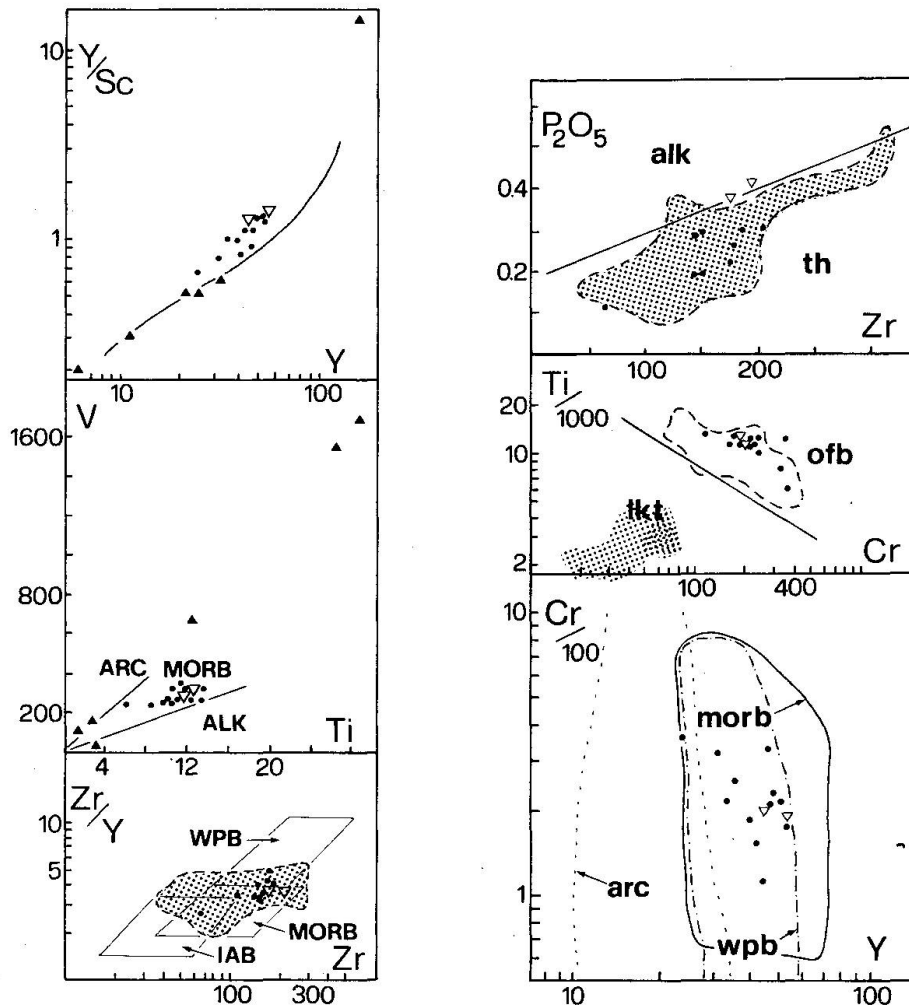 10
Y/Sc
1
Y
10
100
V
1600
800
ARC
MORB
200
ALK
Ti
4
12
20
Zr/Y
10
WPB
5
MORB
IAB
Zr
100
300
P2O5
alk
0.4
0.2
th
100
200
Zr
Ti/1000
20
10
ofb
lkt
2
Cr
100
400
10
Cr/100
morb
arc
1
wpb
Y
10
100